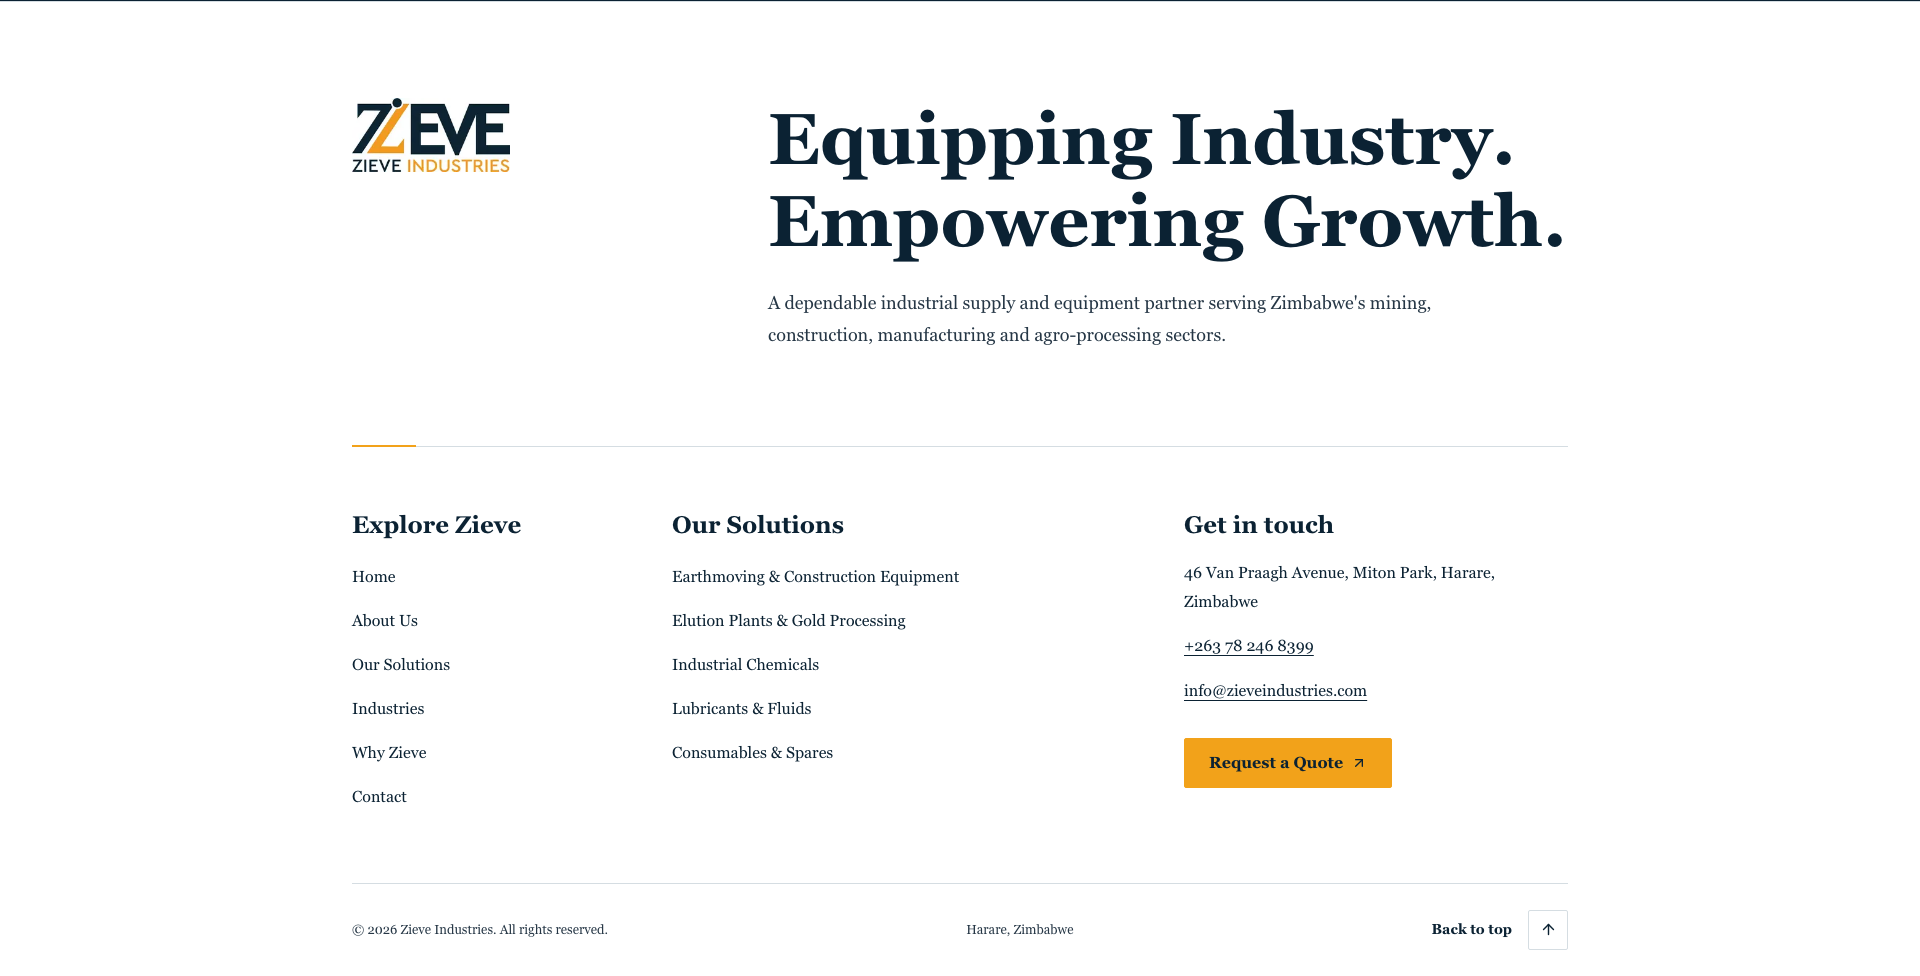 ZIEVE
ZIEVE INDUSTRIES
Equipping Industry.
Empowering Growth.
A dependable industrial supply and equipment partner serving Zimbabwe's mining,
construction, manufacturing and agro-processing sectors.
Explore Zieve
Home
About Us
Our Solutions
Industries
Why Zieve
Contact
Our Solutions
Earthmoving & Construction Equipment
Elution Plants & Gold Processing
Industrial Chemicals
Lubricants & Fluids
Consumables & Spares
Get in touch
46 Van Praagh Avenue, Miton Park, Harare,
Zimbabwe
+263 78 246 8399
info@zieveindustries.com
Request a Quote
© 2026 Zieve Industries. All rights reserved.
Harare, Zimbabwe
Back to top